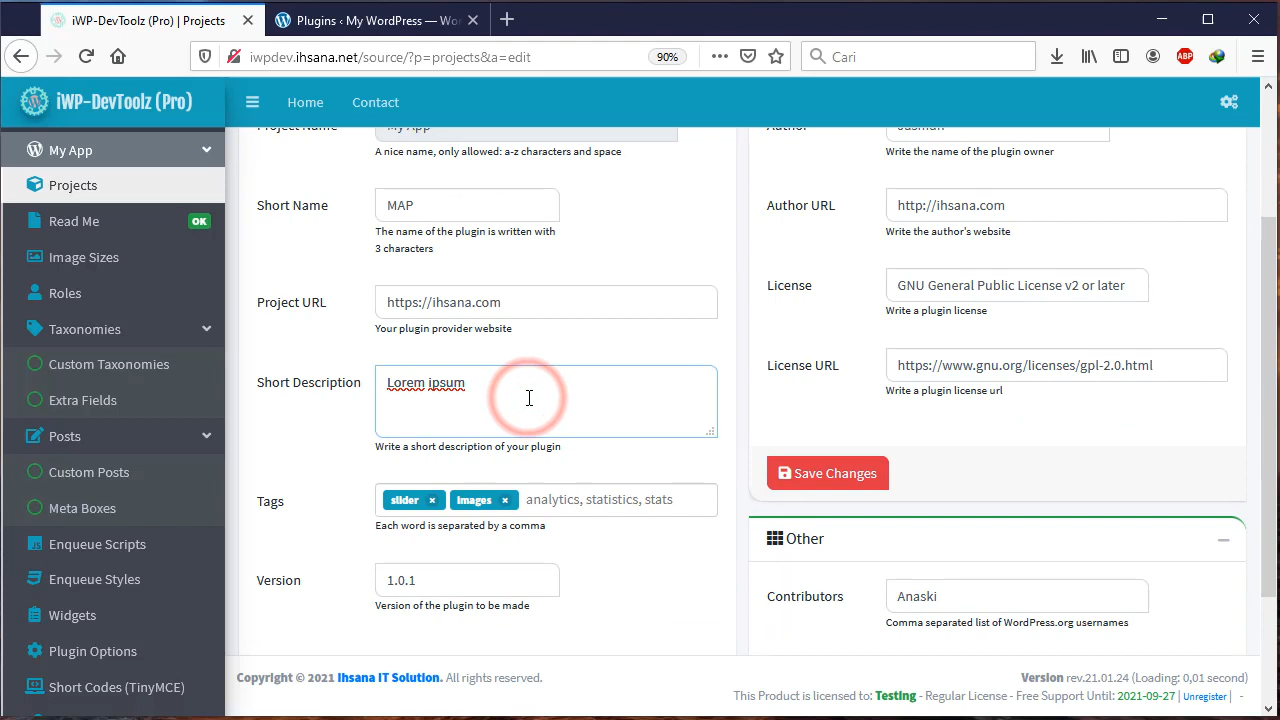 iWP-DevToolz (Pro) | Projects
Plugins ‹ My WordPress — Wo
iwpdev.ihsana.net/source/?p=projects&a=edit
90%
Cari
ABP
iWP-DevToolz (Pro)
Home
Contact
My App
Projects
Read Me
OK
Image Sizes
Roles
Taxonomies
Custom Taxonomies
Extra Fields
Posts
Custom Posts
Meta Boxes
Enqueue Scripts
Enqueue Styles
Widgets
Plugin Options
Short Codes (TinyMCE)
Project Name
My App
A nice name, only allowed: a-z characters and space
Short Name
MAP
The name of the plugin is written with
3 characters
Project URL
https://ihsana.com
Your plugin provider website
Short Description
Lorem ipsum
Write a short description of your plugin
Tags
slider ×
images ×
analytics, statistics, stats
Each word is separated by a comma
Version
1.0.1
Version of the plugin to be made
Author
Write the name of the plugin owner
Author URL
http://ihsana.com
Write the author's website
License
GNU General Public License v2 or later
Write a plugin license
License URL
https://www.gnu.org/licenses/gpl-2.0.html
Write a plugin license url
Save Changes
Other
Contributors
Anaski
Comma separated list of WordPress.org usernames
Copyright © 2021 Ihsana IT Solution. All rights reserved.
Version rev.21.01.24 (Loading: 0,01 second)
This Product is licensed to: Testing - Regular License - Free Support Until: 2021-09-27 | Unregister | -